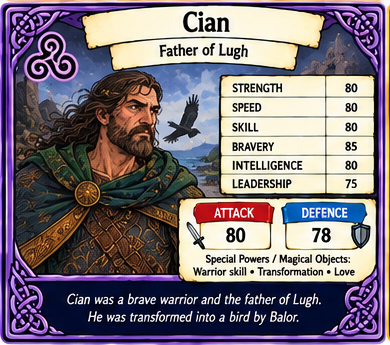 Cian
Father of Lugh
STRENGTH 80
SPEED 80
SKILL 80
BRAVERY 85
INTELLIGENCE 80
LEADERSHIP 75
ATTACK DEFENCE
80 78
Special Powers / Magical Objects:
Warrior skill • Transformation • Love
Cian was a brave warrior and the father of Lugh.
He was transformed into a bird by Balor.